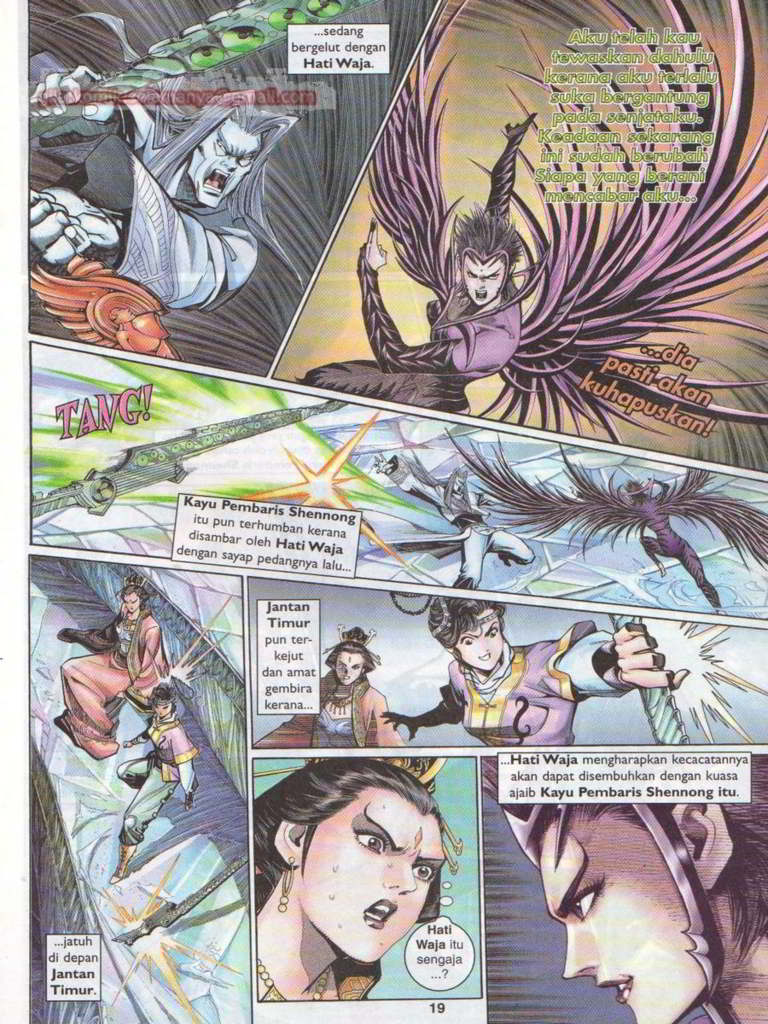 ...sedang
bergelut dengan
Hati Waja.
Aku telah kau
tewaskan dahulu
kerana aku terlalu
suka bergantung
pada senjataku.
Keadaan sekarang
ini sudah berubah
Siapa yang berani
mencabar aku...
...dia
pasti-akan
kuhapuskan!
TANG!
Kayu Pembaris Shennong
itu pun terhumban kerana
disambar oleh Hati Waja
dengan sayap pedangnya lalu...
Jantan
Timur
pun ter-
kejut
dan amat
gembira
kerana...
...Hati Waja mengharapkan kecacatannya
akan dapat disembuhkan dengan kuasa
ajaib Kayu Pembaris Shennong itu.
...jatuh
di depan
Jantan
Timur.
Hati
Waja itu
sengaja
...?
19